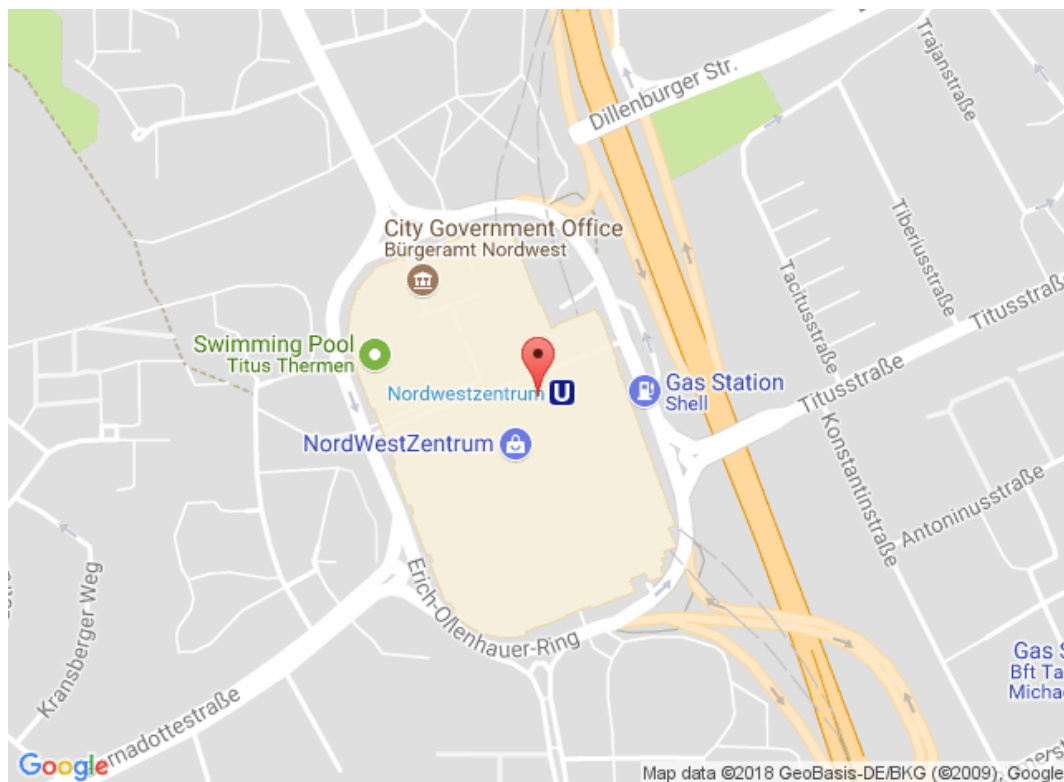 Dillenburger Str.
Trajanstraße
City Government Office
Bürgeramt Nordwest
Tiberiusstraße
Tacitusstraße
Titusstraße
Swimming Pool
Titus Thermen
Nordwestzentrum
U
Gas Station
Shell
Titusstraße
NordWestZentrum
Konstantinstraße
Antoninusstraße
Erich-Ollenhauer-Ring
Kransberger Weg
Gas S
Bft Ta
Micha
ernadottestraße
Google
Map data ©2018 GeoBasis-DE/BKG (©2009), Google